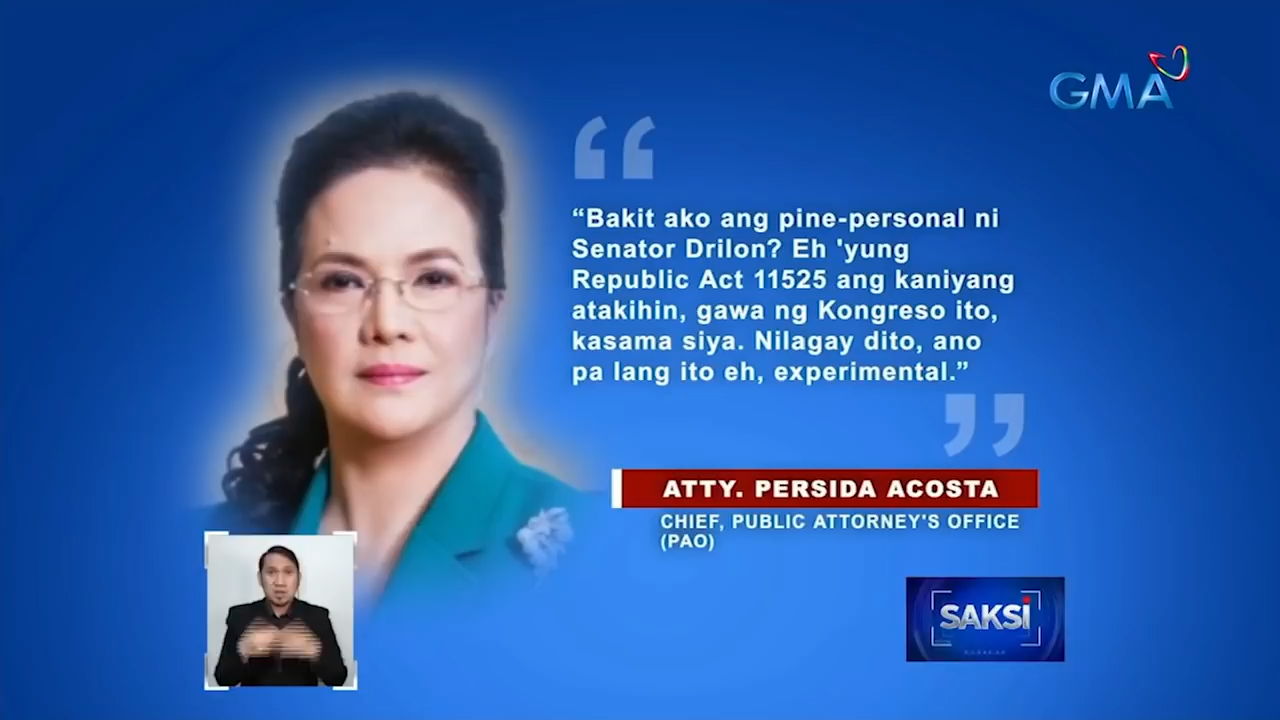 GMA
“Bakit ako ang pine-personal ni
Senator Drilon? Eh 'yung
Republic Act 11525 ang kaniyang
atakihin, gawa ng Kongreso ito,
kasama siya. Nilagay dito, ano
pa lang ito eh, experimental.”
ATTY. PERSIDA ACOSTA
CHIEF, PUBLIC ATTORNEY'S OFFICE
(PAO)
SAKSI